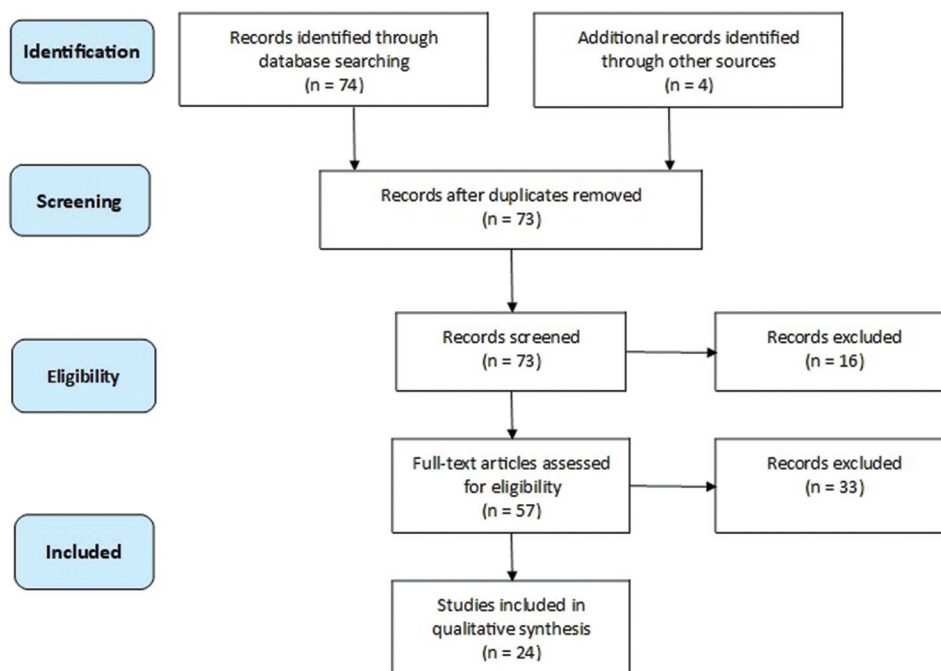 Identification
Records identified through
database searching
(n = 74)
Additional records identified
through other sources
(n = 4)
Screening
Records after duplicates removed
(n = 73)
Eligibility
Records screened
(n = 73)
Records excluded
(n = 16)
Full-text articles assessed
for eligibility
(n = 57)
Records excluded
(n = 33)
Included
Studies included in
qualitative synthesis
(n = 24)